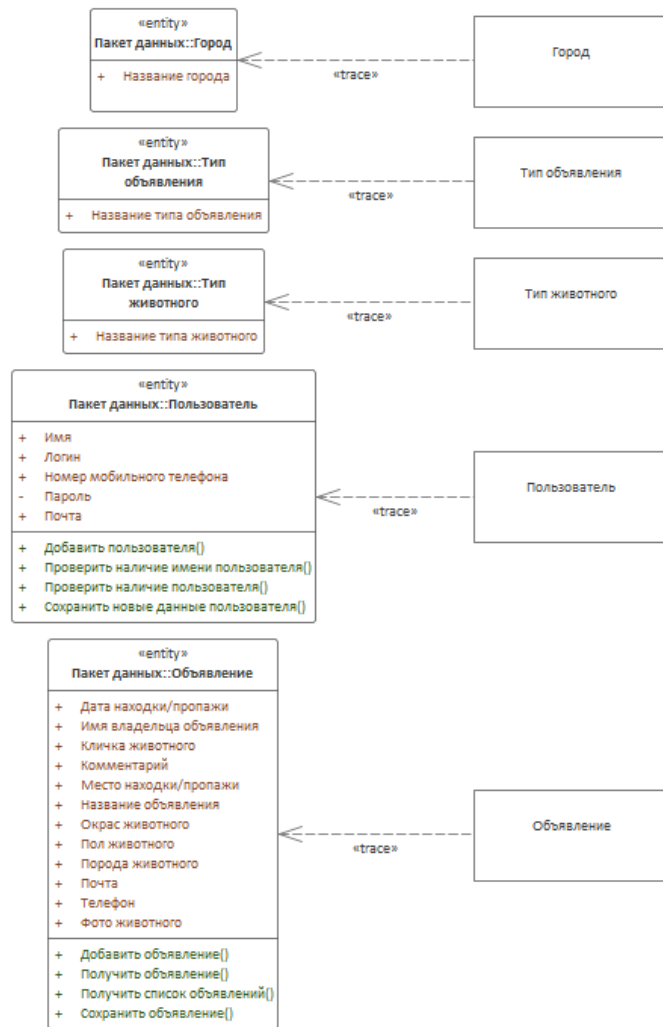 «entity»
Пакет данных::Город
+ Название города
«trace»
Город
«entity»
Пакет данных::Тип
объявления
+ Название типа объявления
«trace»
Тип объявления
«entity»
Пакет данных::Тип
животного
+ Название типа животного
«trace»
Тип животного
«entity»
Пакет данных::Пользователь
+ Имя
+ Логин
+ Номер мобильного телефона
- Пароль
+ Почта
+ Добавить пользователя()
+ Проверить наличие имени пользователя()
+ Проверить наличие пользователя()
+ Сохранить новые данные пользователя()
«trace»
Пользователь
«entity»
Пакет данных::Объявление
+ Дата находки/пропажи
+ Имя владельца объявления
+ Кличка животного
+ Комментарий
+ Место находки/пропажи
+ Название объявления
+ Окрас животного
+ Пол животного
+ Порода животного
+ Почта
+ Телефон
+ Фото животного
+ Добавить объявление()
+ Получить объявление()
+ Получить список объявлений()
+ Сохранить объявление()
«trace»
Объявление